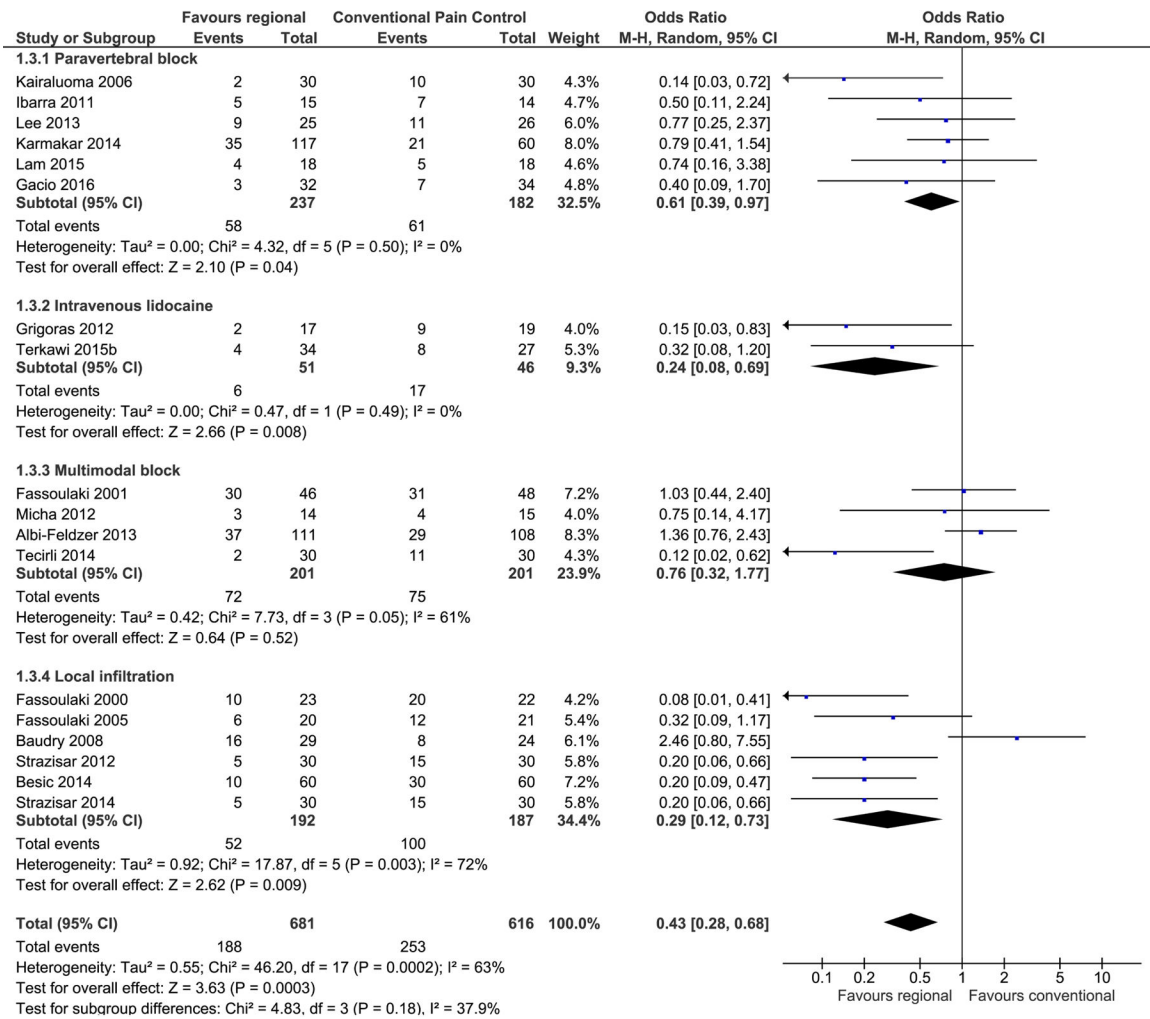 Favours regional Conventional Pain Control Odds Ratio Odds Ratio
Study or Subgroup Events Total Events Total Weight M-H, Random, 95% CI M-H, Random, 95% CI
1.3.1 Paravertebral block
Kairaluoma 2006 2 30 10 30 4.3% 0.14 [0.03, 0.72]
Ibarra 2011 5 15 7 14 4.7% 0.50 [0.11, 2.24]
Lee 2013 9 25 11 26 6.0% 0.77 [0.25, 2.37]
Karmakar 2014 35 117 21 60 8.0% 0.79 [0.41, 1.54]
Lam 2015 4 18 5 18 4.6% 0.74 [0.16, 3.38]
Gacio 2016 3 32 7 34 4.8% 0.40 [0.09, 1.70]
Subtotal (95% CI) 237 182 32.5% 0.61 [0.39, 0.97]
Total events 58 61
Heterogeneity: Tau² = 0.00; Chi² = 4.32, df = 5 (P = 0.50); I² = 0%
Test for overall effect: Z = 2.10 (P = 0.04)
1.3.2 Intravenous lidocaine
Grigoras 2012 2 17 9 19 4.0% 0.15 [0.03, 0.83]
Terkawi 2015b 4 34 8 27 5.3% 0.32 [0.08, 1.20]
Subtotal (95% CI) 51 46 9.3% 0.24 [0.08, 0.69]
Total events 6 17
Heterogeneity: Tau² = 0.00; Chi² = 0.47, df = 1 (P = 0.49); I² = 0%
Test for overall effect: Z = 2.66 (P = 0.008)
1.3.3 Multimodal block
Fassoulaki 2001 30 46 31 48 7.2% 1.03 [0.44, 2.40]
Micha 2012 3 14 4 15 4.0% 0.75 [0.14, 4.17]
Albi-Feldzer 2013 37 111 29 108 8.3% 1.36 [0.76, 2.43]
Tecirli 2014 2 30 11 30 4.3% 0.12 [0.02, 0.62]
Subtotal (95% CI) 201 201 23.9% 0.76 [0.32, 1.77]
Total events 72 75
Heterogeneity: Tau² = 0.42; Chi² = 7.73, df = 3 (P = 0.05); I² = 61%
Test for overall effect: Z = 0.64 (P = 0.52)
1.3.4 Local infiltration
Fassoulaki 2000 10 23 20 22 4.2% 0.08 [0.01, 0.41]
Fassoulaki 2005 6 20 12 21 5.4% 0.32 [0.09, 1.17]
Baudry 2008 16 29 8 24 6.1% 2.46 [0.80, 7.55]
Strazisar 2012 5 30 15 30 5.8% 0.20 [0.06, 0.66]
Besic 2014 10 60 30 60 7.2% 0.20 [0.09, 0.47]
Strazisar 2014 5 30 15 30 5.8% 0.20 [0.06, 0.66]
Subtotal (95% CI) 192 187 34.4% 0.29 [0.12, 0.73]
Total events 52 100
Heterogeneity: Tau² = 0.92; Chi² = 17.87, df = 5 (P = 0.003); I² = 72%
Test for overall effect: Z = 2.62 (P = 0.009)
Total (95% CI) 681 616 100.0% 0.43 [0.28, 0.68]
Total events 188 253
Heterogeneity: Tau² = 0.55; Chi² = 46.20, df = 17 (P = 0.0002); I² = 63%
Test for overall effect: Z = 3.63 (P = 0.0003)
Test for subgroup differences: Chi² = 4.83, df = 3 (P = 0.18), I² = 37.9%
0.1 0.2 0.5 1 2 5 10
Favours regional Favours conventional